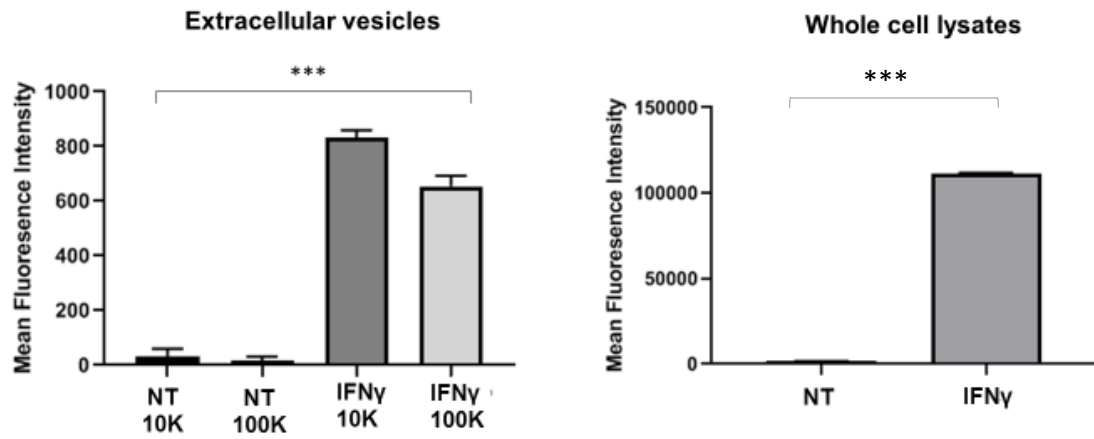 Extracellular vesicles
***
Mean Fluoresence Intensity
1000
800
600
400
200
0
NT
10K
NT
100K
IFNγ
10K
IFNγ
100K
Whole cell lysates
***
Mean Fluoresence Intensity
150000
100000
50000
0
NT
IFNγ